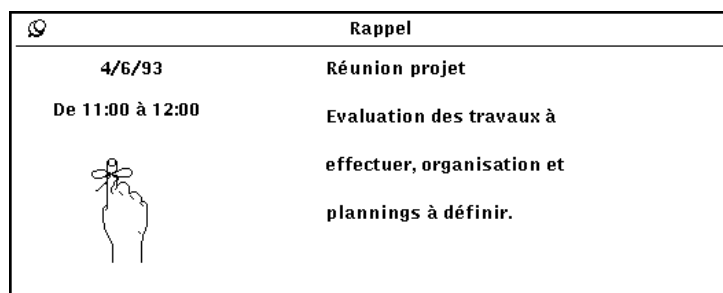 Rappel
4/6/93
De 11:00 à 12:00
Réunion projet
Evaluation des travaux à
effectuer, organisation et
plannings à définir.